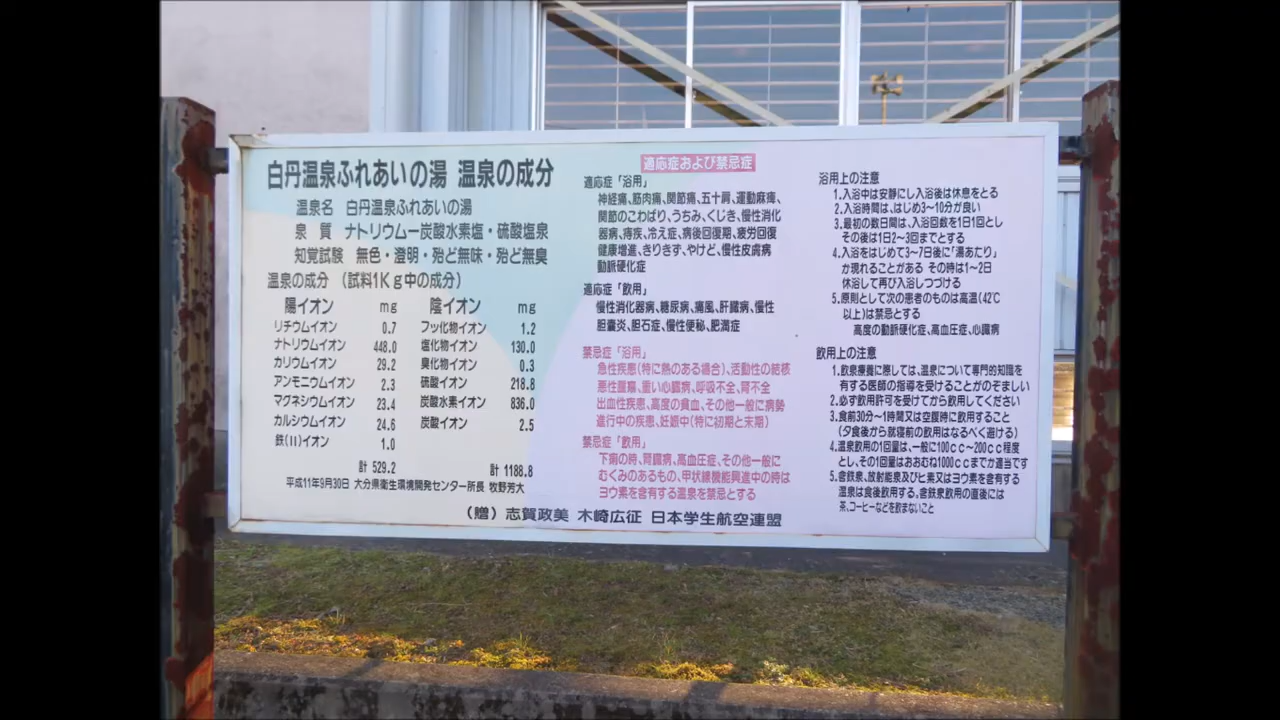 白丹温泉ふれあいの湯 温泉の成分
温泉名 白丹温泉ふれあいの湯
泉 質 ナトリウムー炭酸水素塩・硫酸塩泉
知覚試験 無色・澄明・殆ど無味・殆ど無臭
温泉の成分 (試料1Kg中の成分)
陽イオン mg 陰イオン mg
リチウムイオン 0.7 フッ化物イオン 1.2
ナトリウムイオン 448.0 塩化物イオン 130.0
カリウムイオン 29.2 臭化物イオン 0.3
アンモニウムイオン 2.3 硫酸イオン 218.8
マグネシウムイオン 23.4 炭酸水素イオン 836.0
カルシウムイオン 24.6 炭酸イオン 2.5
鉄(II)イオン 1.0
計 529.2 計 1188.8
平成11年9月30日 大分県衛生環境開発センター所長 牧野芳大
適応症および禁忌症
適応症「浴用」
神経痛、筋肉痛、関節痛、五十肩、運動麻痺、
関節のこわばり、うちみ、くじき、慢性消化
器病、痔疾、冷え症、病後回復期、疲労回復
健康増進、きりきず、やけど、慢性皮膚病
動脈硬化症
適応症「飲用」
慢性消化器病、糖尿病、痛風、肝臓病、慢性
胆嚢炎、胆石症、慢性便秘、肥満症
禁忌症「浴用」
急性疾患(特に熱のある場合)、活動性の結核
悪性腫瘍、重い心臓病、呼吸不全、腎不全
出血性疾患、高度の貧血、その他一般に病勢
進行中の疾患、妊娠中(特に初期と末期)
禁忌症「飲用」
下痢の時、腎臓病、高血圧症、その他一般に
むくみのあるもの、甲状線機能興進中の時は
ヨウ素を含有する温泉を禁忌とする
浴用上の注意
1.入浴中は安静にし入浴後は休息をとる
2.入浴時間は、はじめ3~10分が良い
3.最初の数日間は、入浴回数を1日1回とし
その後は1日2~3回までとする
4.入浴をはじめて3~7日後に「湯あたり」
が現れることがある その時は1~2日
休浴して再び入浴しつづける
5.原則として次の患者のものは高温(42℃
以上)は禁忌とする
高度の動脈硬化症、高血圧症、心臓病
飲用上の注意
1.飲泉療養に際しては、温泉について専門的知識を
有する医師の指導を受けることがのぞましい
2.必ず飲用許可を受けてから飲用してください
3.食前30分~1時間又は空腹時に飲用すること
(夕食後から就寝前の飲用はなるべく避ける)
4.温泉飲用の1回量は、一般に100cc~200cc程度
とし、その1回量はおおむね1000ccまでが適当です
5.含鉄泉、放射能泉及びヒ素又はヨウ素を含有する
温泉は食後飲用する、含鉄泉飲用の直後には
茶、コーヒーなどを飲まないこと
(贈) 志賀政美 木崎広征 日本学生航空連盟